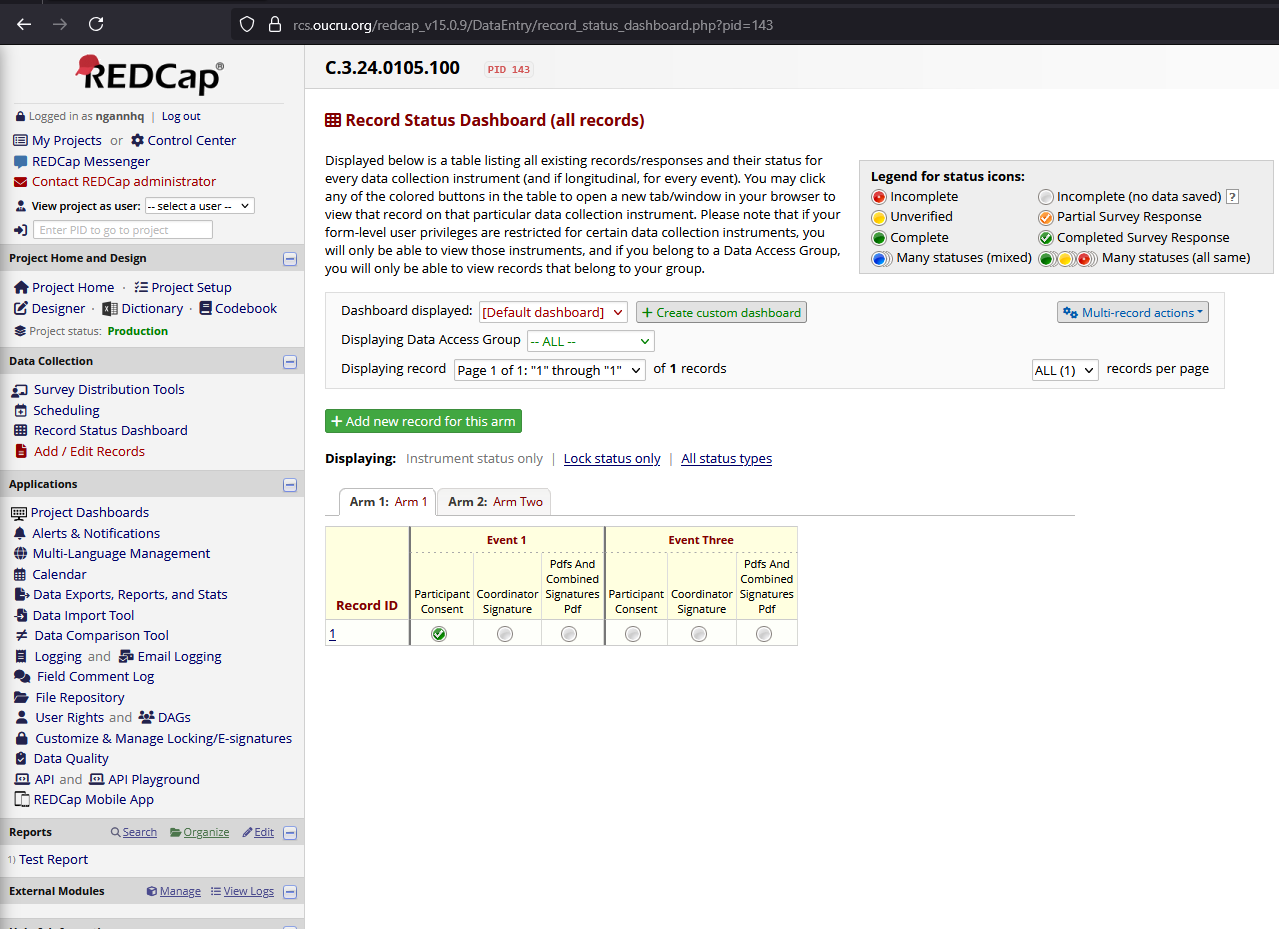 rcs.oucru.org/redcap_v15.0.9/DataEntry/record_status_dashboard.php?pid=143
REDCap®
Logged in as ngannhq | Log out
My Projects or Control Center
REDCap Messenger
Contact REDCap administrator
View project as user: -- select a user --
Enter PID to go to project
Project Home and Design
Project Home · Project Setup
Designer · Dictionary · Codebook
Project status: Production
Data Collection
Survey Distribution Tools
Scheduling
Record Status Dashboard
Add / Edit Records
Applications
Project Dashboards
Alerts & Notifications
Multi-Language Management
Calendar
Data Exports, Reports, and Stats
Data Import Tool
Data Comparison Tool
Logging and Email Logging
Field Comment Log
File Repository
User Rights and DAGs
Customize & Manage Locking/E-signatures
Data Quality
API and API Playground
REDCap Mobile App
Reports Search Organize Edit
1) Test Report
External Modules Manage View Logs
C.3.24.0105.100 PID 143
Record Status Dashboard (all records)
Displayed below is a table listing all existing records/responses and their status for
every data collection instrument (and if longitudinal, for every event). You may click
any of the colored buttons in the table to open a new tab/window in your browser to
view that record on that particular data collection instrument. Please note that if your
form-level user privileges are restricted for certain data collection instruments, you
will only be able to view those instruments, and if you belong to a Data Access Group,
you will only be able to view records that belong to your group.
Legend for status icons:
Incomplete Incomplete (no data saved) ?
Unverified Partial Survey Response
Complete Completed Survey Response
Many statuses (mixed) Many statuses (all same)
Dashboard displayed: [Default dashboard] + Create custom dashboard Multi-record actions
Displaying Data Access Group -- ALL --
Displaying record Page 1 of 1: "1" through "1" of 1 records ALL (1) records per page
+ Add new record for this arm
Displaying: Instrument status only | Lock status only | All status types
Arm 1: Arm 1 Arm 2: Arm Two
Event 1 Event Three
Record ID
Participant Consent
Coordinator Signature
Pdfs And Combined Signatures Pdf
Participant Consent
Coordinator Signature
Pdfs And Combined Signatures Pdf
1